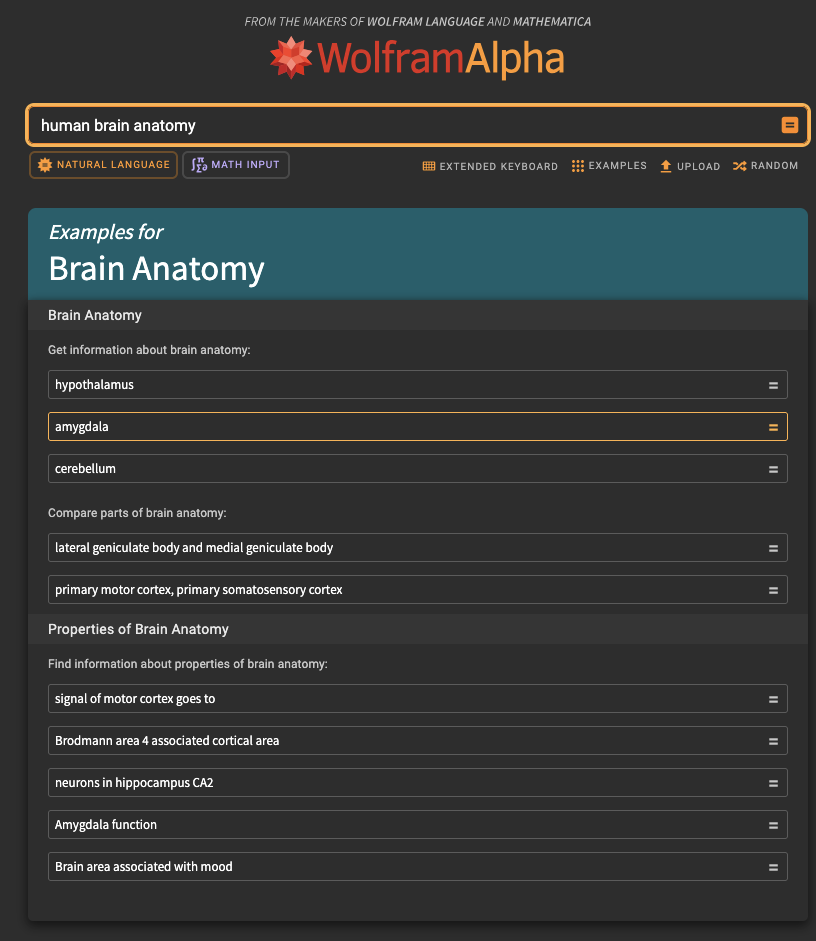 FROM THE MAKERS OF WOLFRAM LANGUAGE AND MATHEMATICA
WolframAlpha
human brain anatomy
NATURAL LANGUAGE
MATH INPUT
EXTENDED KEYBOARD
EXAMPLES
UPLOAD
RANDOM
Examples for
Brain Anatomy
Brain Anatomy
Get information about brain anatomy:
hypothalamus
amygdala
cerebellum
Compare parts of brain anatomy:
lateral geniculate body and medial geniculate body
primary motor cortex, primary somatosensory cortex
Properties of Brain Anatomy
Find information about properties of brain anatomy:
signal of motor cortex goes to
Brodmann area 4 associated cortical area
neurons in hippocampus CA2
Amygdala function
Brain area associated with mood